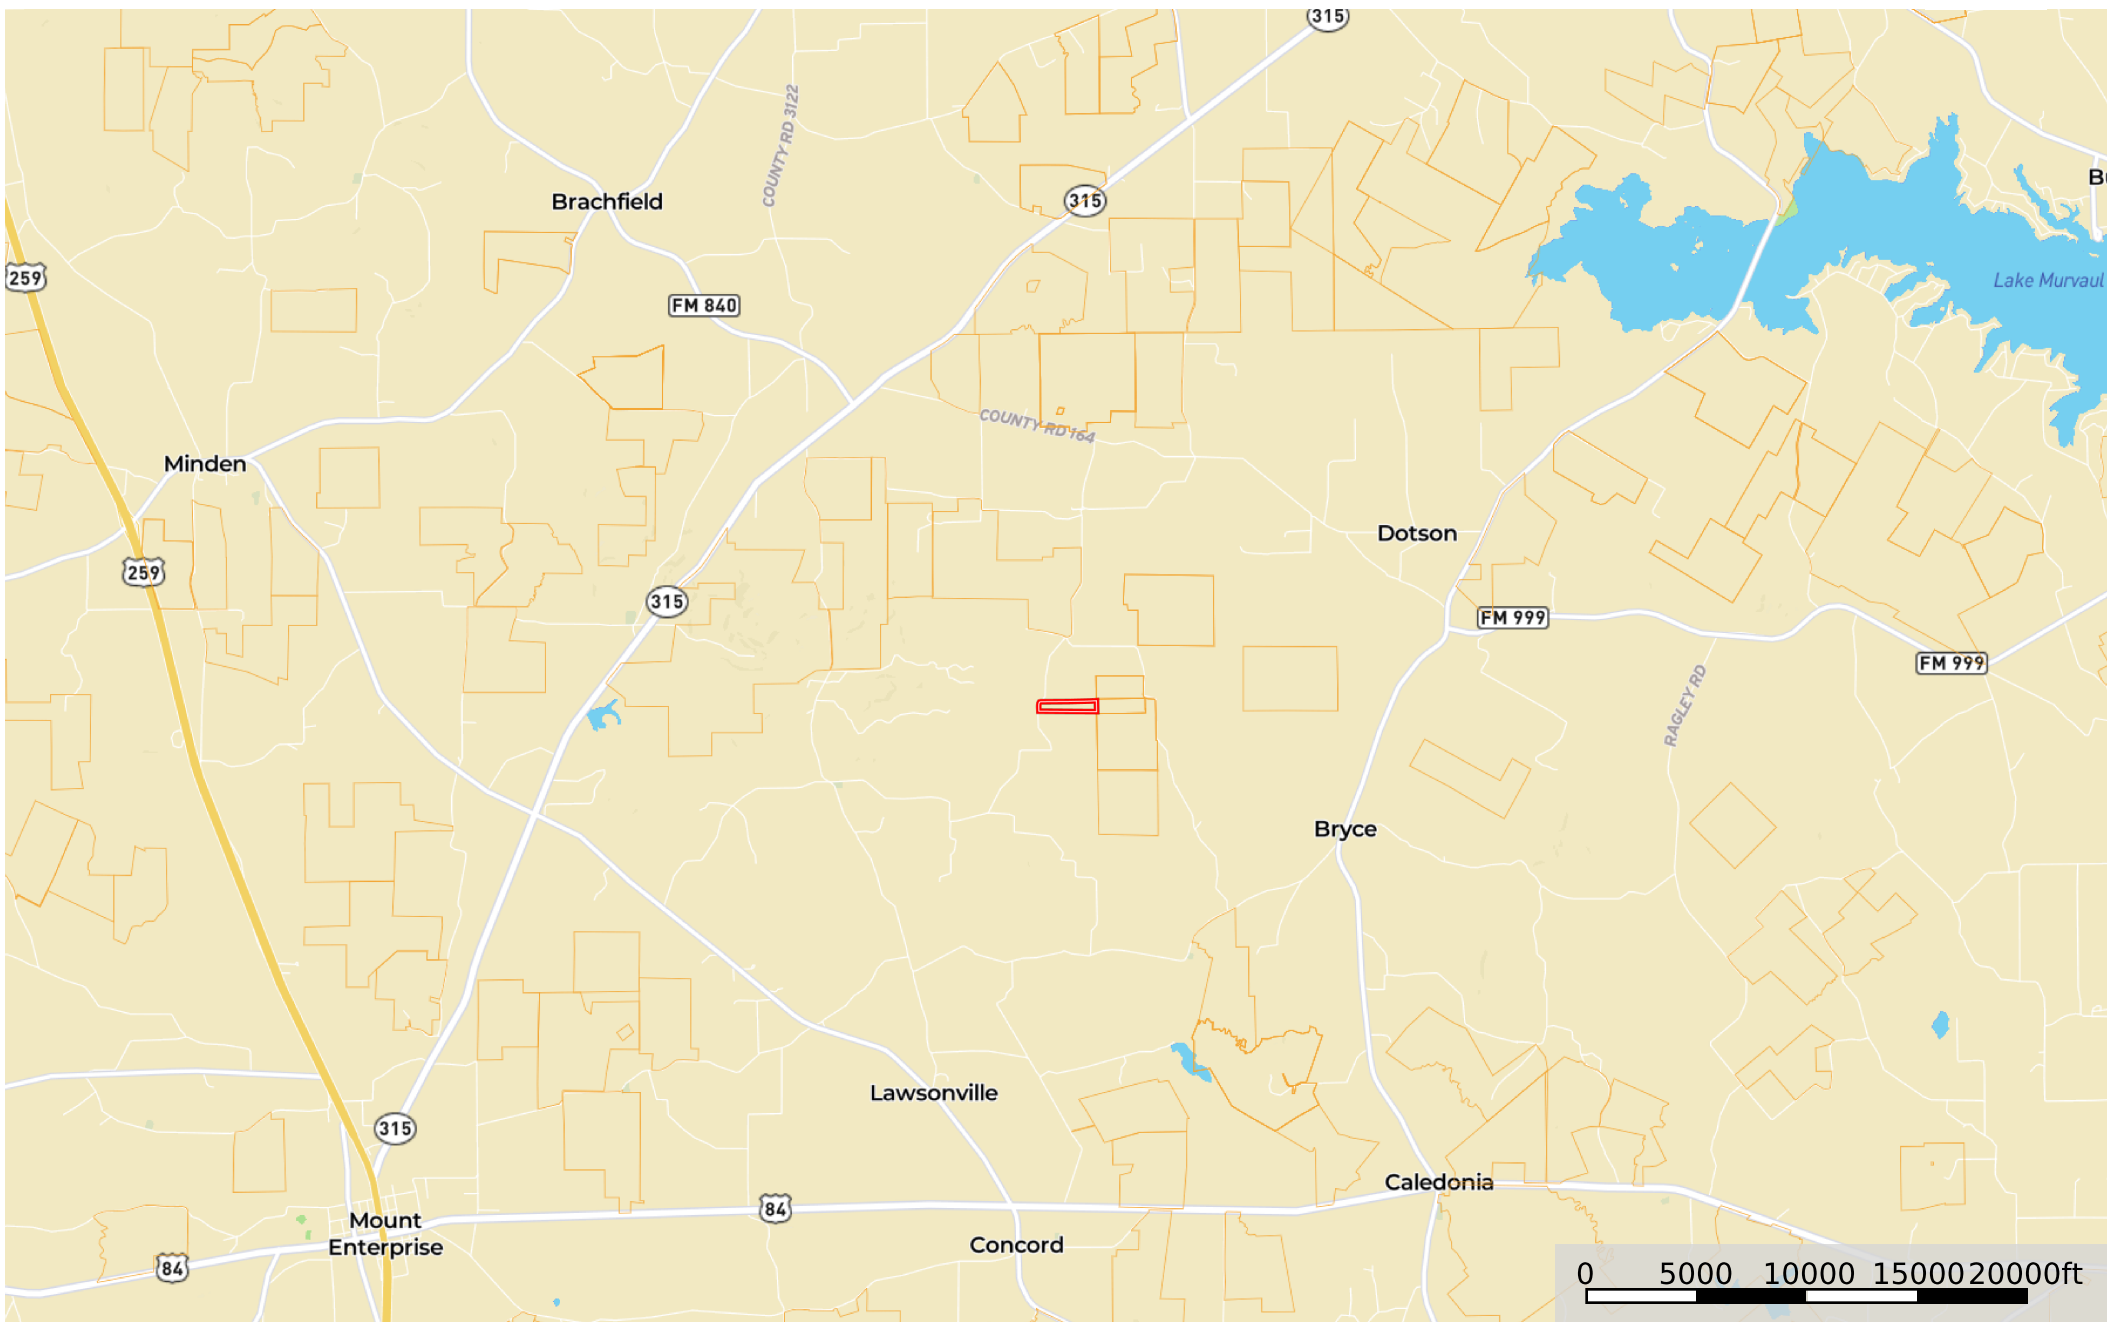 315
COUNTY RD 3122
Brachfield
315
B
259
FM 840
Lake Murvaul
COUNTY RD 164
Minden
Dotson
259
315
FM 999
FM 999
RAGLEY RD
Bryce
Lawsonville
315
Caledonia
84
Mount
Enterprise
Concord
84
0 5000 10000 15000 20000ft